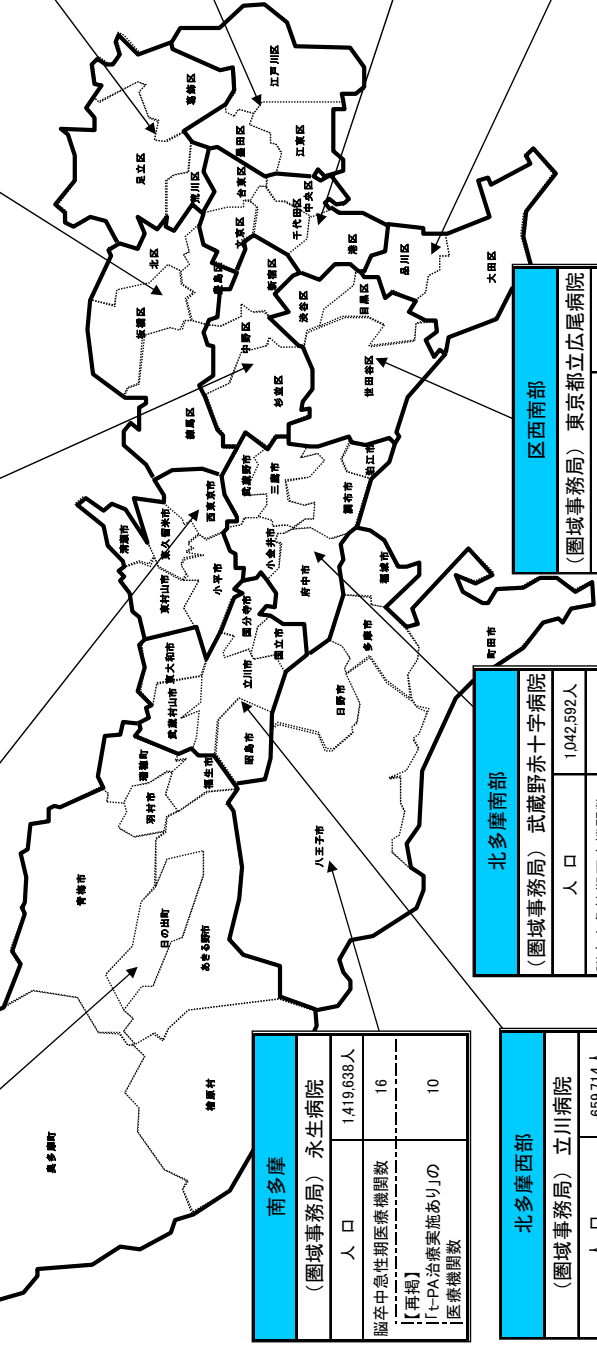 奥多摩町
檜原村
青梅市
日の出町
あきる野市
瑞穂町
羽村市
福生市
武蔵村山市
東大和市
昭島市
立川市
国分寺市
国立市
八王子市
日野市
多摩市
稲城市
町田市
清瀬市
東村山市
東久留米市
小平市
西東京市
武蔵野市
三鷹市
小金井市
府中市
調布市
狛江市
練馬区
板橋区
北区
豊島区
中野区
杉並区
新宿区
渋谷区
目黒区
世田谷区
足立区
葛飾区
荒川区
文京区
台東区
墨田区
江戸川区
江東区
千代田区
中央区
港区
品川区
大田区
南多摩
(圏域事務局) 永生病院
人 口 1,419,638人
脳卒中急性期医療機関数 16
【再掲】
「t-PA治療実施あり」の
医療機関数 10
北多摩西部
(圏域事務局) 立川病院
人 口 659,714人
北多摩南部
(圏域事務局) 武蔵野赤十字病院
人 口 1,042,592人
区西南部
(圏域事務局) 東京都立広尾病院